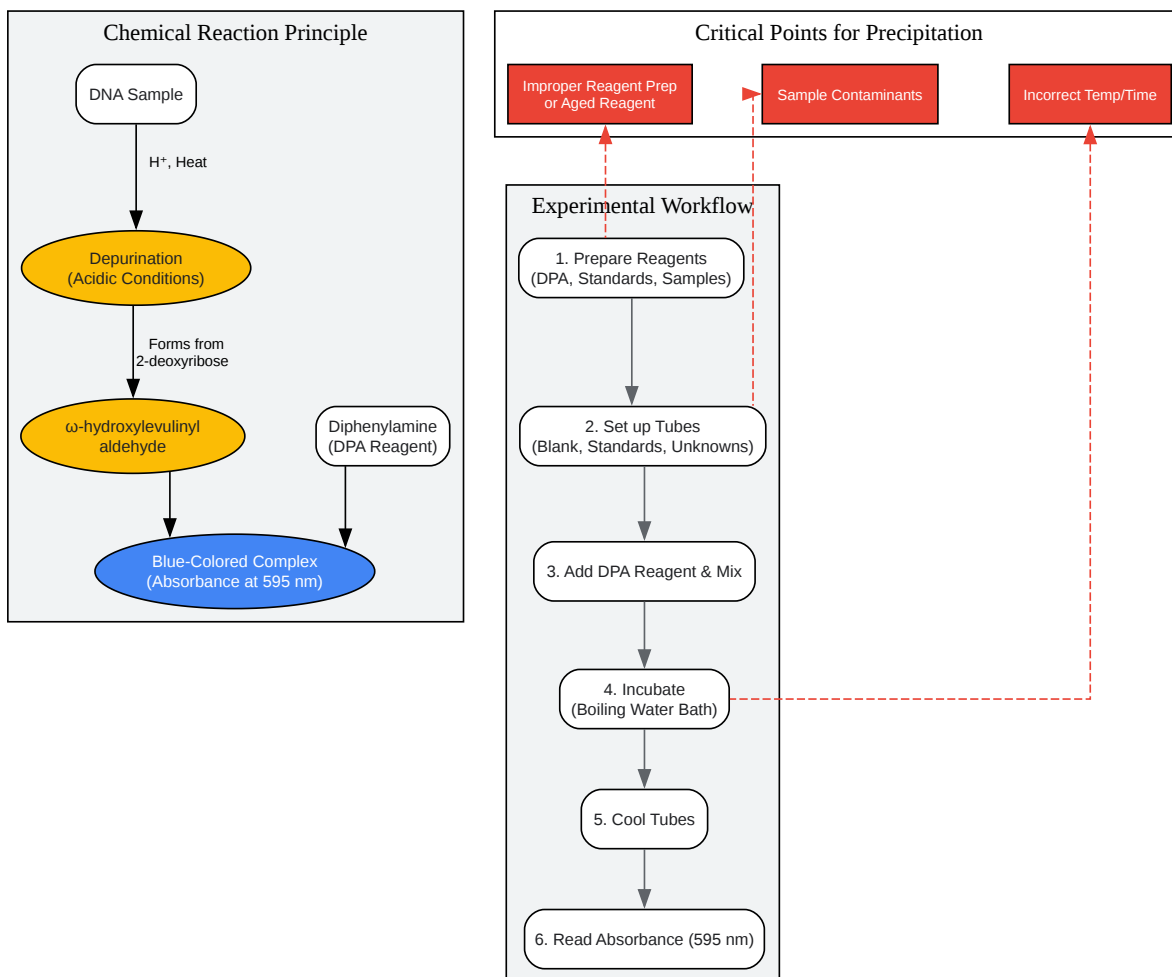 Chemical Reaction Principle
DNA Sample
H⁺, Heat
Depurination
(Acidic Conditions)
Forms from
2-deoxyribose
ω-hydroxylevulinyl
aldehyde
Diphenylamine
(DPA Reagent)
Blue-Colored Complex
(Absorbance at 595 nm)
Critical Points for Precipitation
Improper Reagent Prep
or Aged Reagent
Sample Contaminants
Incorrect Temp/Time
Experimental Workflow
1. Prepare Reagents
(DPA, Standards, Samples)
2. Set up Tubes
(Blank, Standards, Unknowns)
3. Add DPA Reagent & Mix
4. Incubate
(Boiling Water Bath)
5. Cool Tubes
6. Read Absorbance (595 nm)